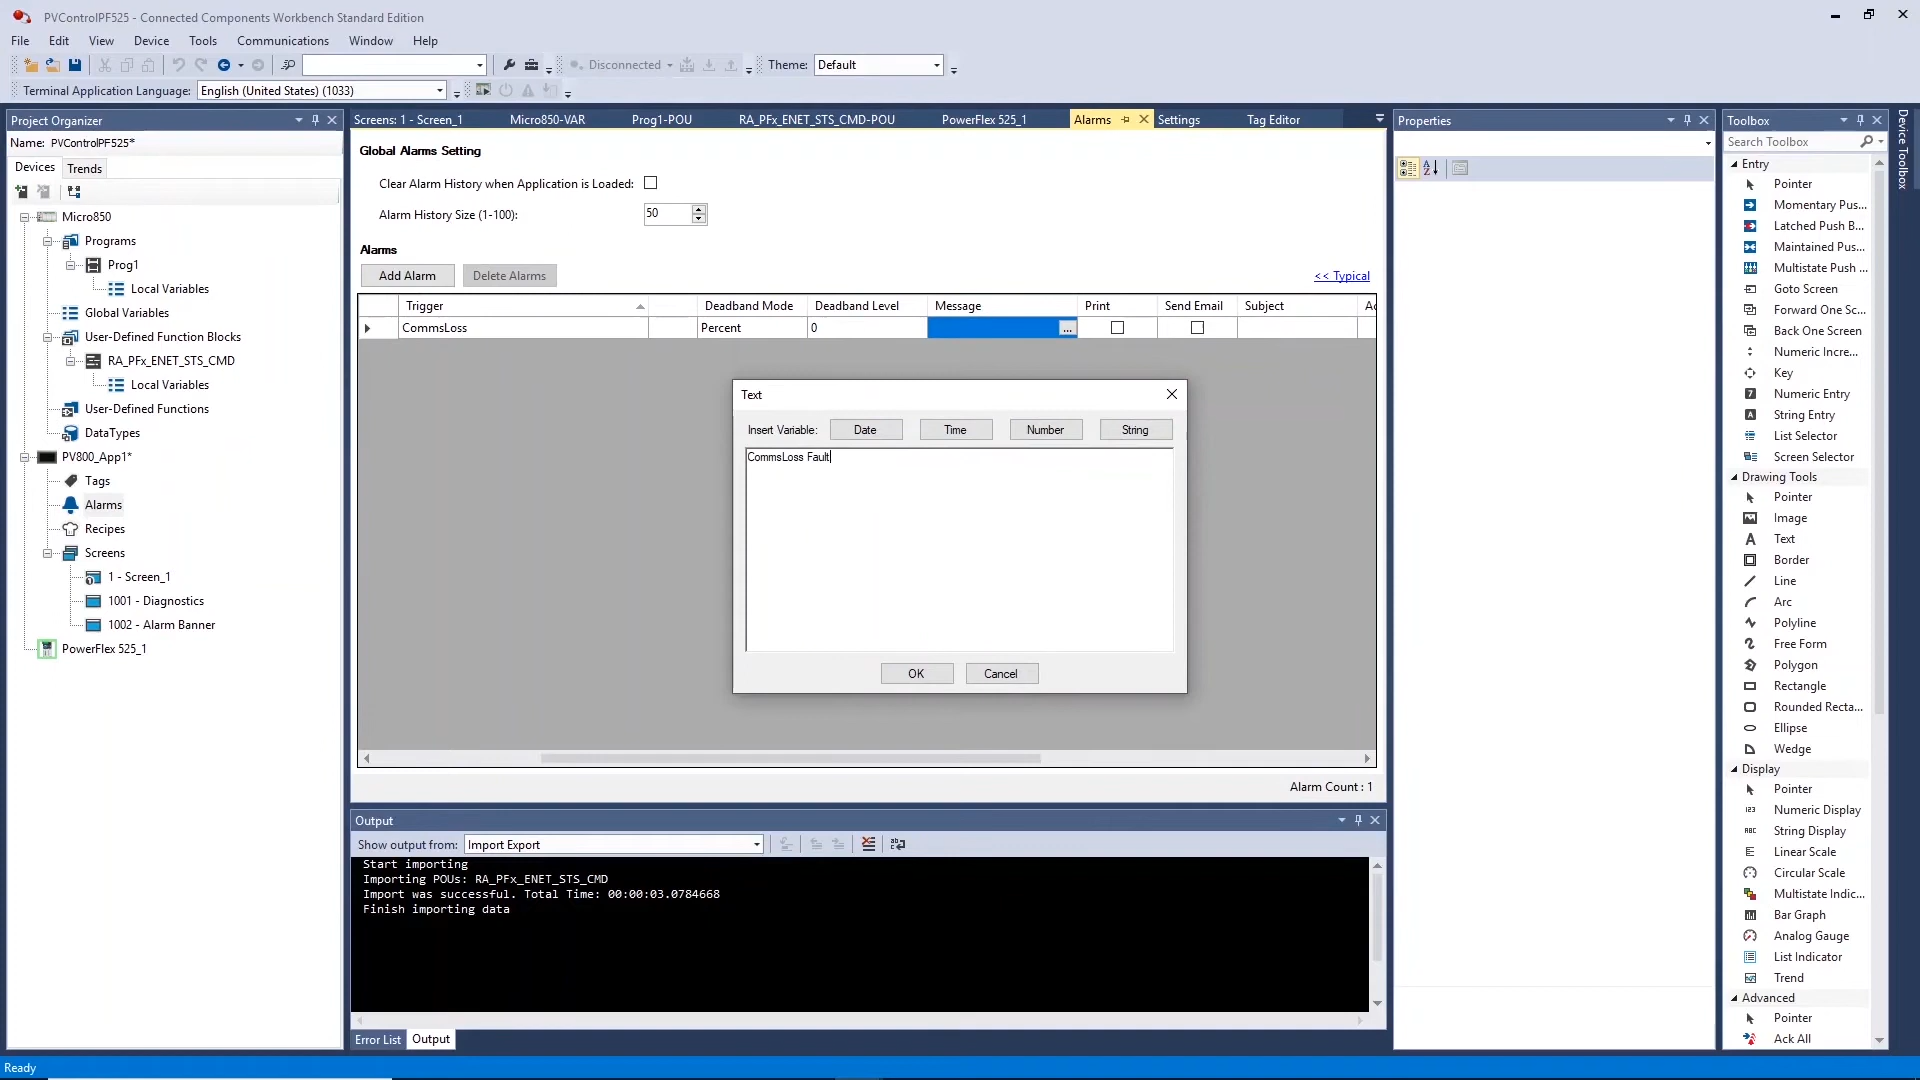 PVControlPF525 - Connected Components Workbench Standard Edition
File Edit View Device Tools Communications Window Help
Disconnected Theme: Default
Terminal Application Language: English (United States) (1033)
Project Organizer
Name: PVControlPF525*
Devices Trends
Micro850
Programs
Prog1
Local Variables
Global Variables
User-Defined Function Blocks
RA_PFx_ENET_STS_CMD
Local Variables
User-Defined Functions
DataTypes
PV800_App1*
Tags
Alarms
Recipes
Screens
1 - Screen_1
1001 - Diagnostics
1002 - Alarm Banner
PowerFlex 525_1
Screens: 1 - Screen_1 Micro850-VAR Prog1-POU RA_PFx_ENET_STS_CMD-POU PowerFlex 525_1 Alarms Settings Tag Editor
Global Alarms Setting
Clear Alarm History when Application is Loaded:
Alarm History Size (1-100): 50
Alarms
Add Alarm Delete Alarms << Typical
Trigger Deadband Mode Deadband Level Message Print Send Email Subject Ac
CommsLoss Percent 0 ...
Text
Insert Variable: Date Time Number String
CommsLoss Fault
OK Cancel
Alarm Count : 1
Output
Show output from: Import Export
Start importing
Importing POUs: RA_PFx_ENET_STS_CMD
Import was successful. Total Time: 00:00:03.0784668
Finish importing data
Error List Output
Ready
Properties
Toolbox
Search Toolbox
Entry
Pointer
Momentary Pus...
Latched Push B...
Maintained Pus...
Multistate Push ...
Goto Screen
Forward One Sc...
Back One Screen
Numeric Incre...
Key
Numeric Entry
String Entry
List Selector
Screen Selector
Drawing Tools
Pointer
Image
Text
Border
Line
Arc
Polyline
Free Form
Polygon
Rectangle
Rounded Recta...
Ellipse
Wedge
Display
Pointer
Numeric Display
String Display
Linear Scale
Circular Scale
Multistate Indic...
Bar Graph
Analog Gauge
List Indicator
Trend
Advanced
Pointer
Ack All
Device Toolbox